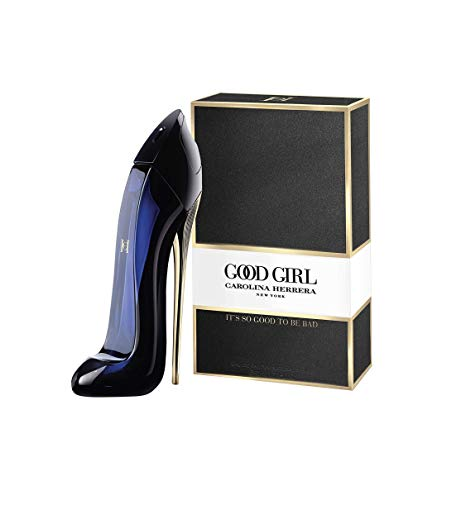 GOOD GIRL
CAROLINA HERRERA
NEW YORK
IT'S SO GOOD TO BE BAD